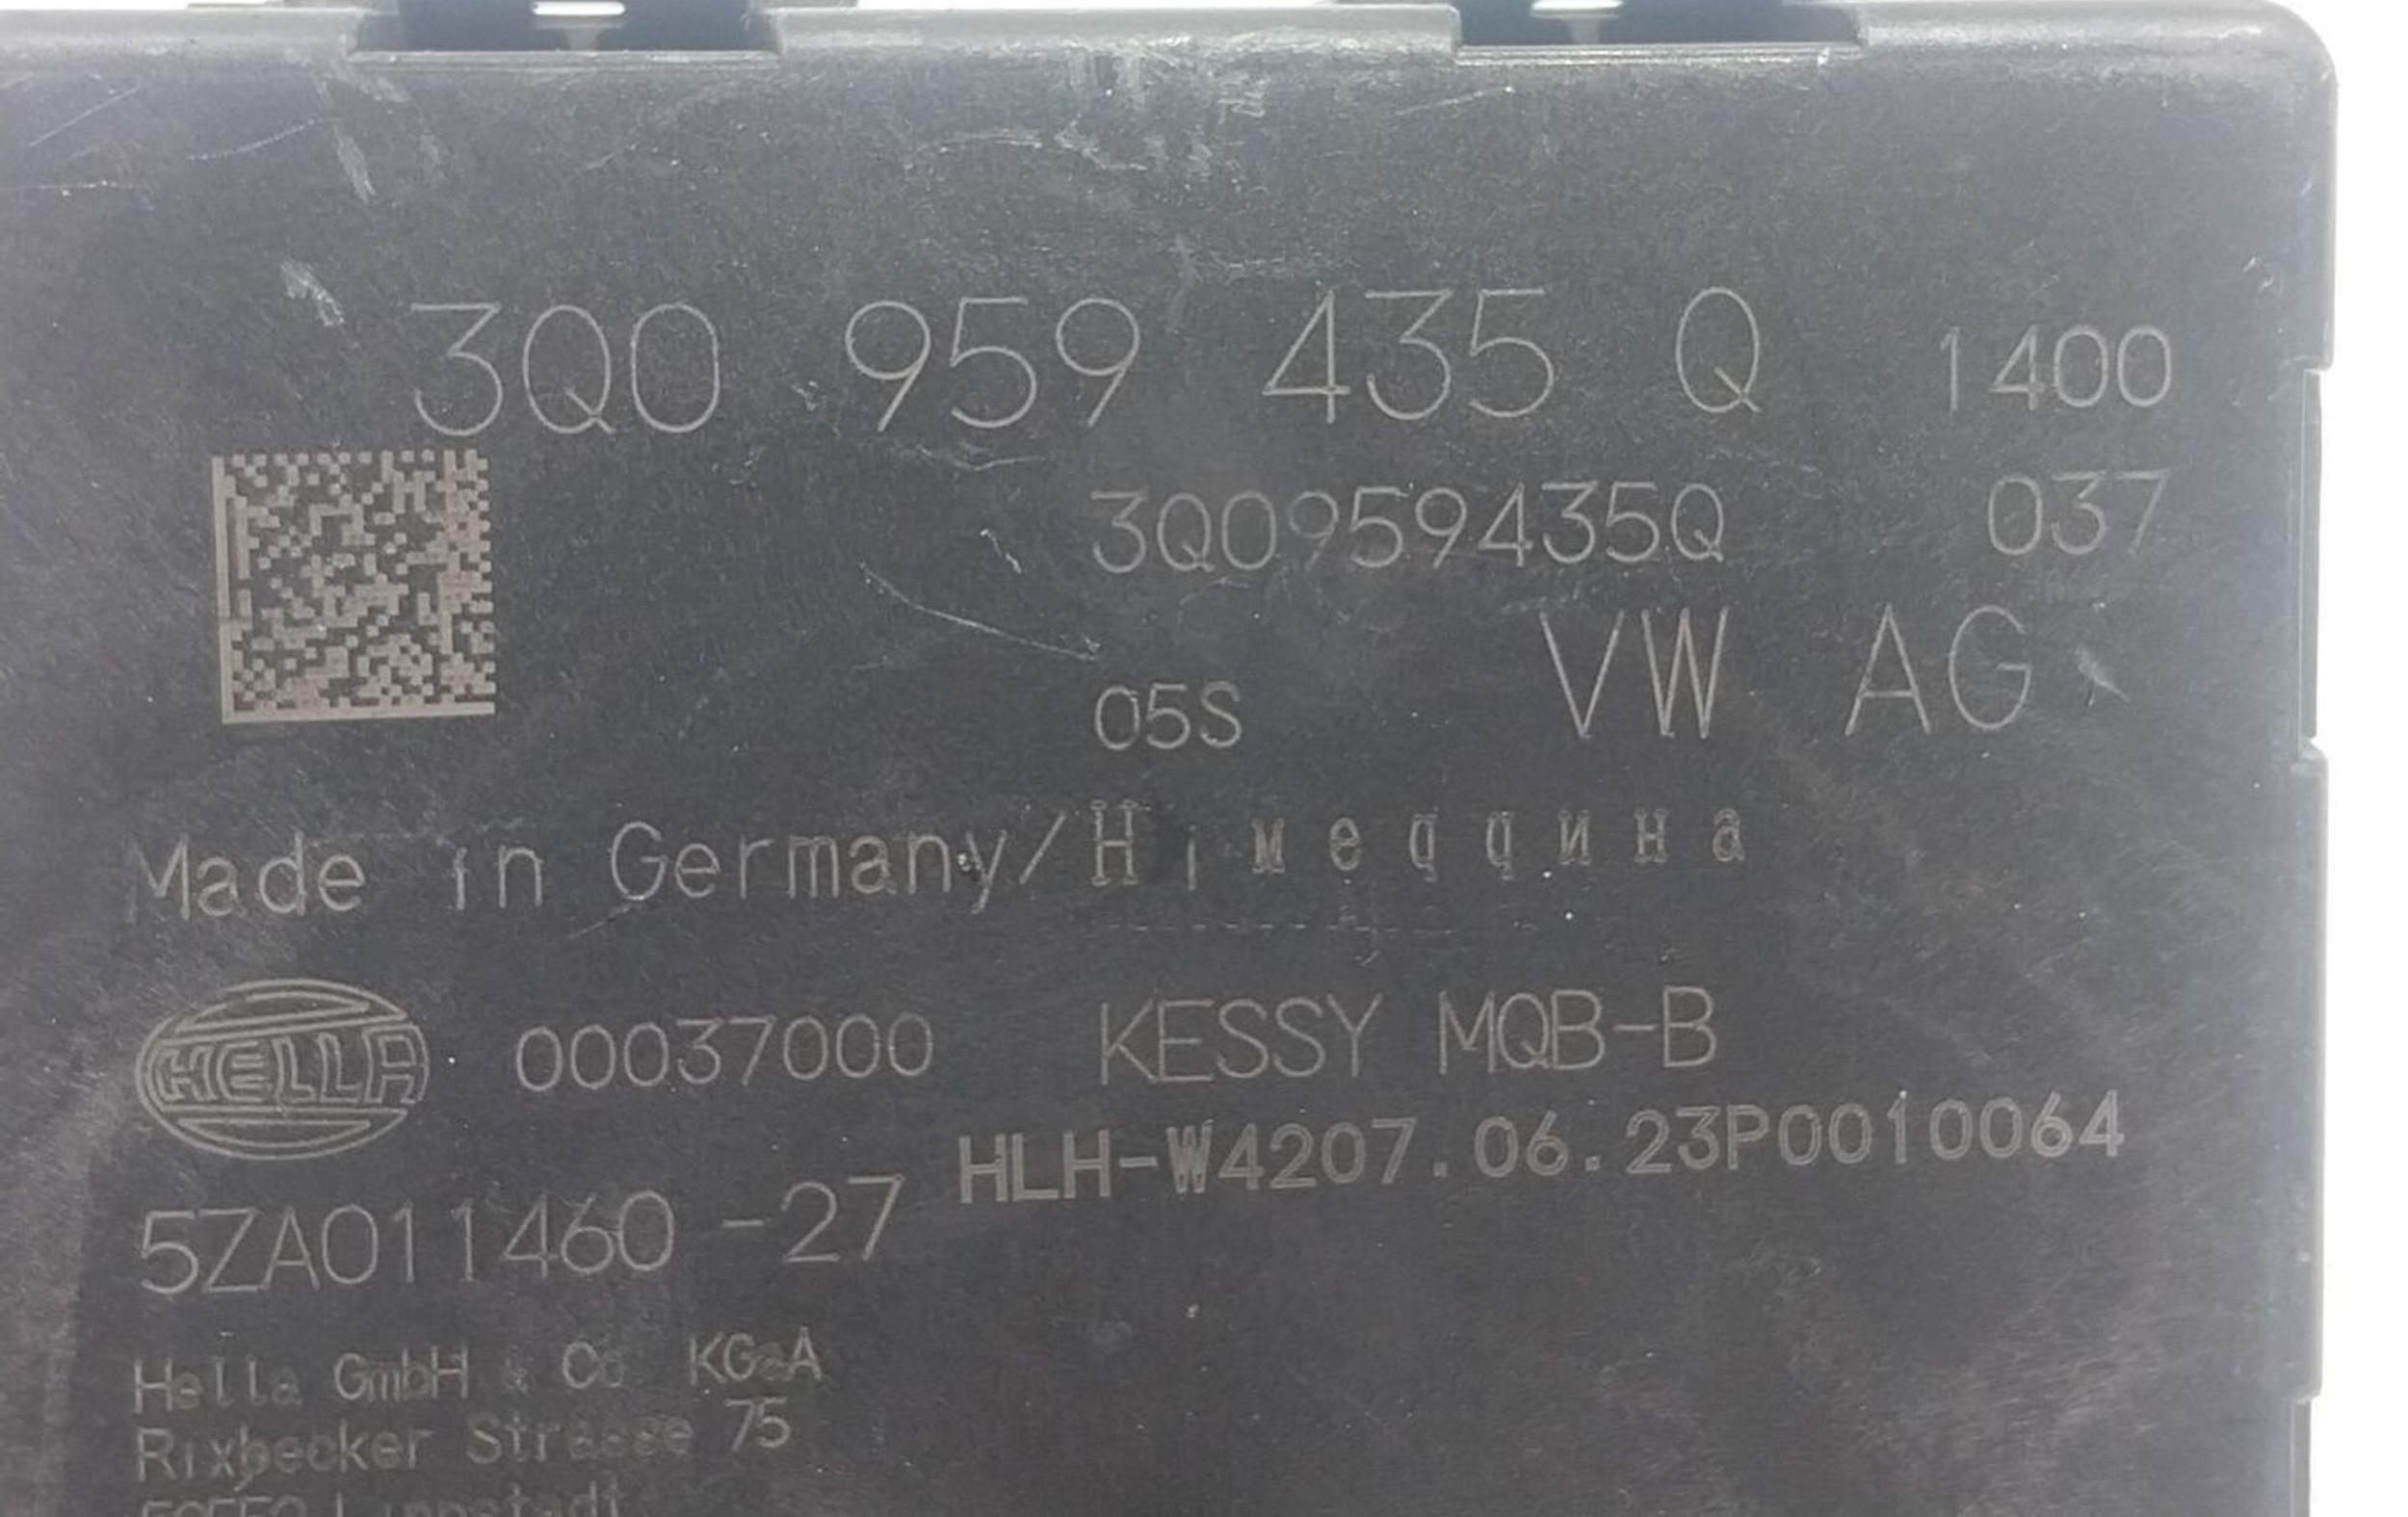 3Q0 959 435 Q 1400
3Q0959435Q 037
05S VW AG
Made in Germany/Німеччина
HELLA 00037000 KESSY MQB-B
HLH-W4207.06.23P0010064
5ZA011460-27
Hella GmbH & Co KGaA
Rixbecker Strasse 75
Lippstadt